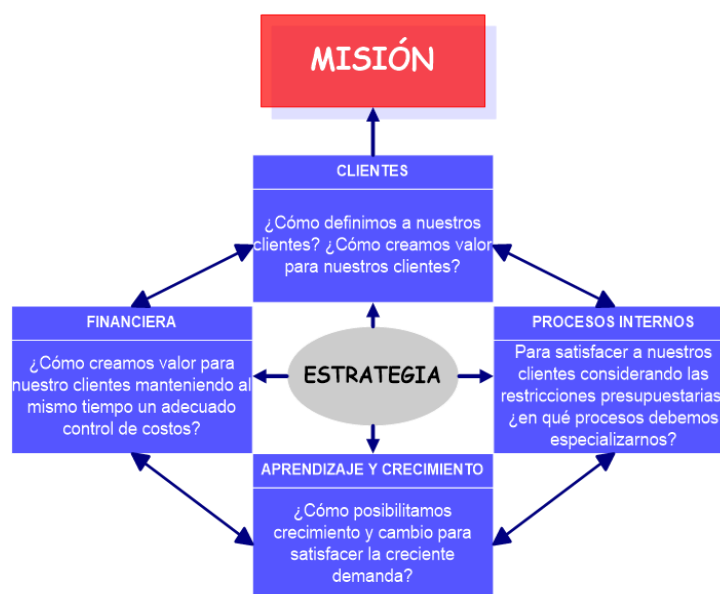 MISIÓN
CLIENTES
¿Cómo definimos a nuestros
clientes? ¿Cómo creamos valor
para nuestros clientes?
FINANCIERA
¿Cómo creamos valor para
nuestro clientes manteniendo al
mismo tiempo un adecuado
control de costos?
ESTRATEGIA
PROCESOS INTERNOS
Para satisfacer a nuestros
clientes considerando las
restricciones presupuestarias
¿en qué procesos debemos
especializarnos?
APRENDIZAJE Y CRECIMIENTO
¿Cómo posibilitamos
crecimiento y cambio para
satisfacer la creciente
demanda?